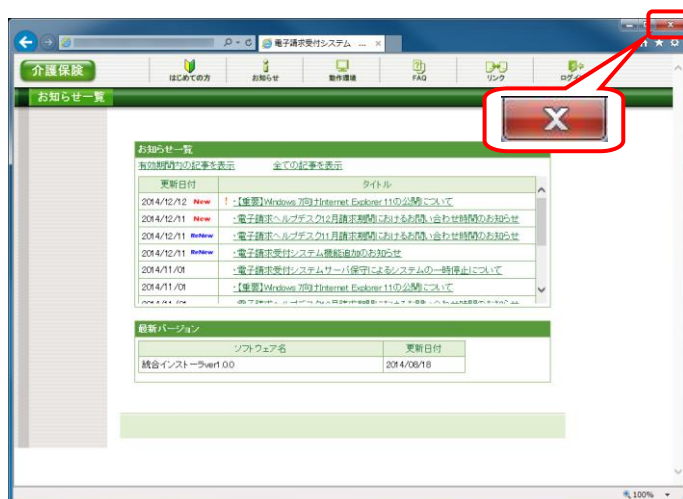 電子請求受付システム ... ×
介護保険
はじめての方 お知らせ 動作環境 FAQ リンク
お知らせ一覧
お知らせ一覧
有効期間内の記事を表示 全ての記事を表示
更新日付 タイトル
2014/12/12 New ! ・【重要】Windows 7向けInternet Explorer 11の公開について
2014/12/11 New ・電子請求ヘルプデスク12月請求期間におけるお問い合わせ時間のお知らせ
2014/12/11 ReNew ・電子請求ヘルプデスク11月請求期間におけるお問い合わせ時間のお知らせ
2014/12/11 ReNew ・電子請求受付システム機能追加のお知らせ
2014/11/01 ・電子請求受付システムサーバ保守によるシステムの一時停止について
2014/11/01 ・【重要】Windows 7向けInternet Explorer 11の公開について
最新バージョン
ソフトウェア名 更新日付
統合インストーラver1.0.0 2014/08/18
100%